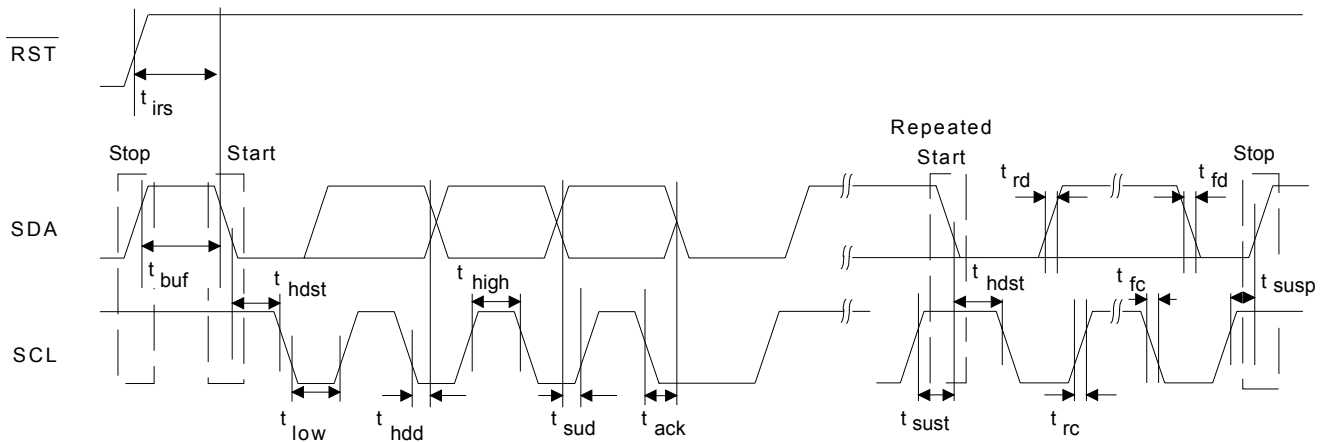 RST
t irs
Repeated
Stop
Start
Start
Stop
t rd
t fd
SDA
t buf
t hdst
t high
t hdst
t fc
t susp
SCL
t low
t hdd
t sud
t ack
t sust
t rc